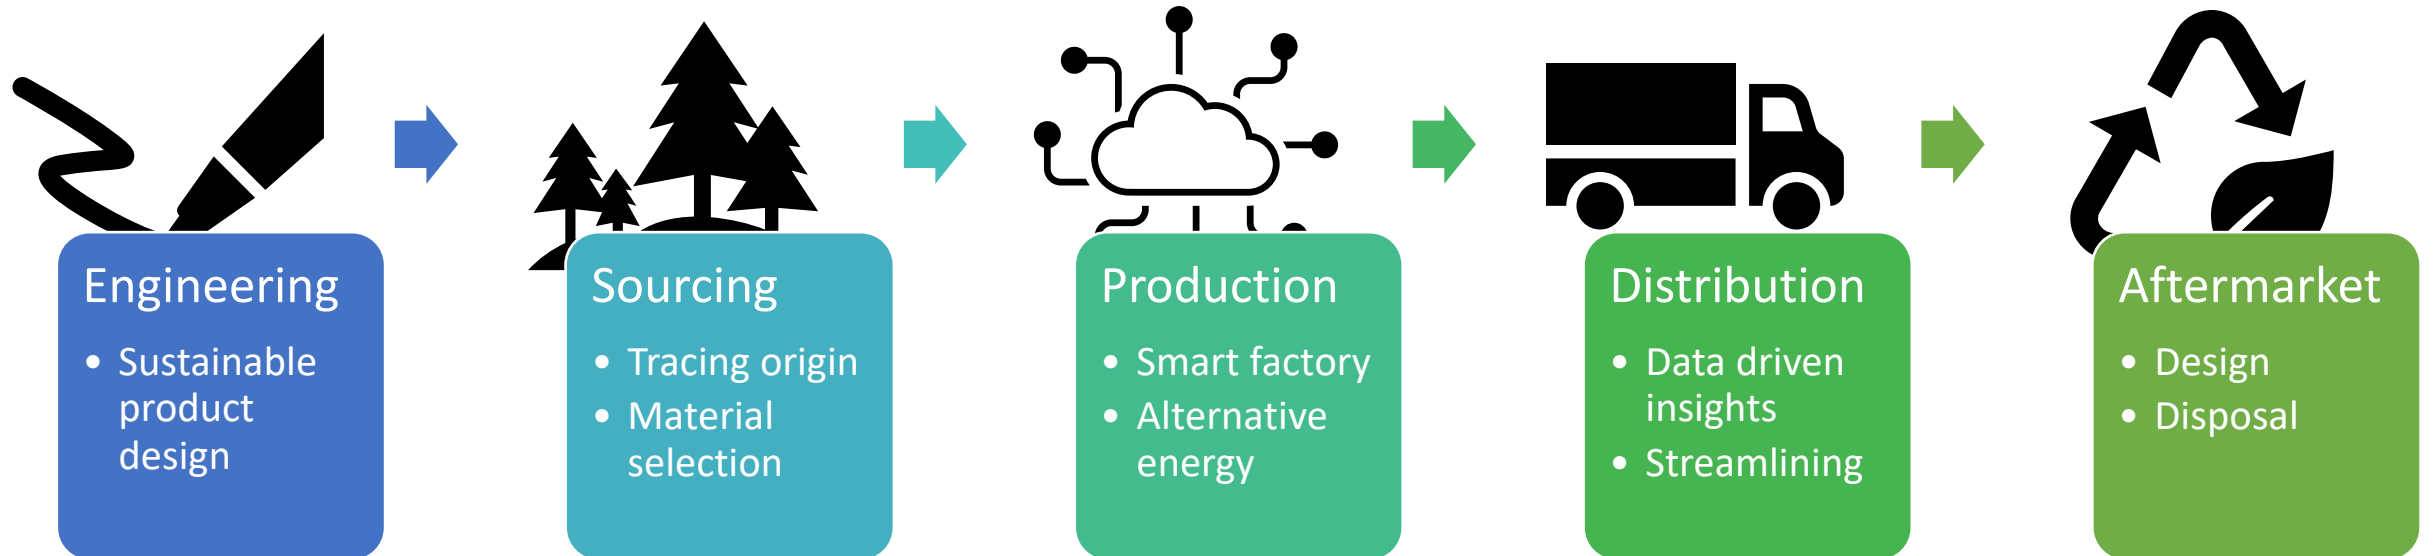 Engineering
• Sustainable
product
design
Sourcing
• Tracing origin
• Material
selection
Production
• Smart factory
• Alternative
energy
Distribution
• Data driven
insights
• Streamlining
Aftermarket
• Design
• Disposal